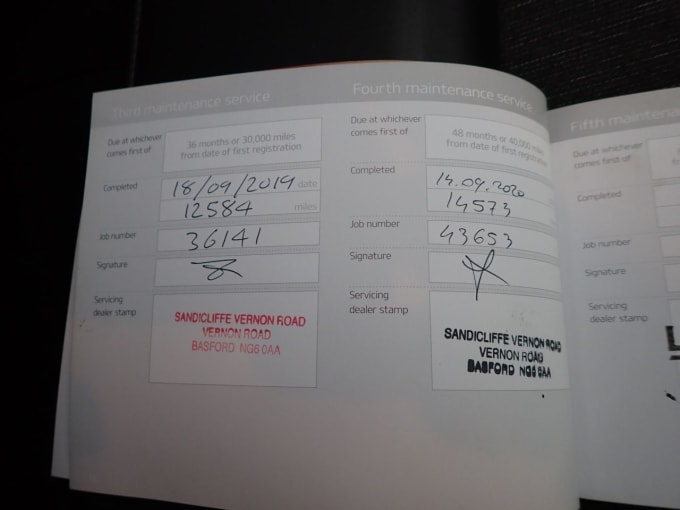 Third maintenance service
Due at whichever
comes first of
36 months or 30,000 miles
from date of first registration
Completed
18/09/2019 date
12584 miles
Job number
36141
Signature
Servicing
dealer stamp
SANDICLIFFE VERNON ROAD
VERNON ROAD
BASFORD NG6 0AA
Fourth maintenance service
Due at whichever
comes first of
48 months or 40,000 miles
from date of first registration
Completed
14.09.2020
14573
Job number
43653
Signature
Servicing
dealer stamp
SANDICLIFFE VERNON ROAD
VERNON ROAD
BASFORD NG6 0AA
Fifth
Due at whichever
comes first of
Completed
Job number
Signature
Servicing
dealer stamp